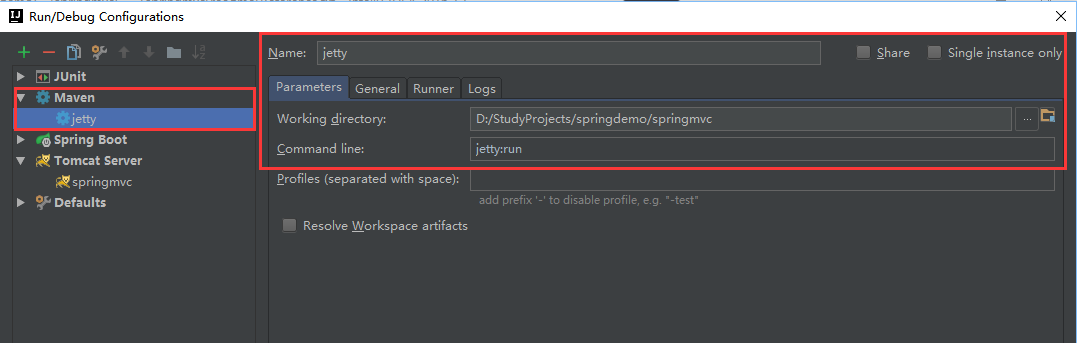 Run/Debug Configurations
Name: jetty Share Single instance only
JUnit
Maven
jetty
Spring Boot
Tomcat Server
springmvc
Defaults
Parameters General Runner Logs
Working directory: D:/StudyProjects/springdemo/springmvc ...
Command line: jetty:run
Profiles (separated with space):
add prefix '-' to disable profile, e.g. "-test"
Resolve Workspace artifacts